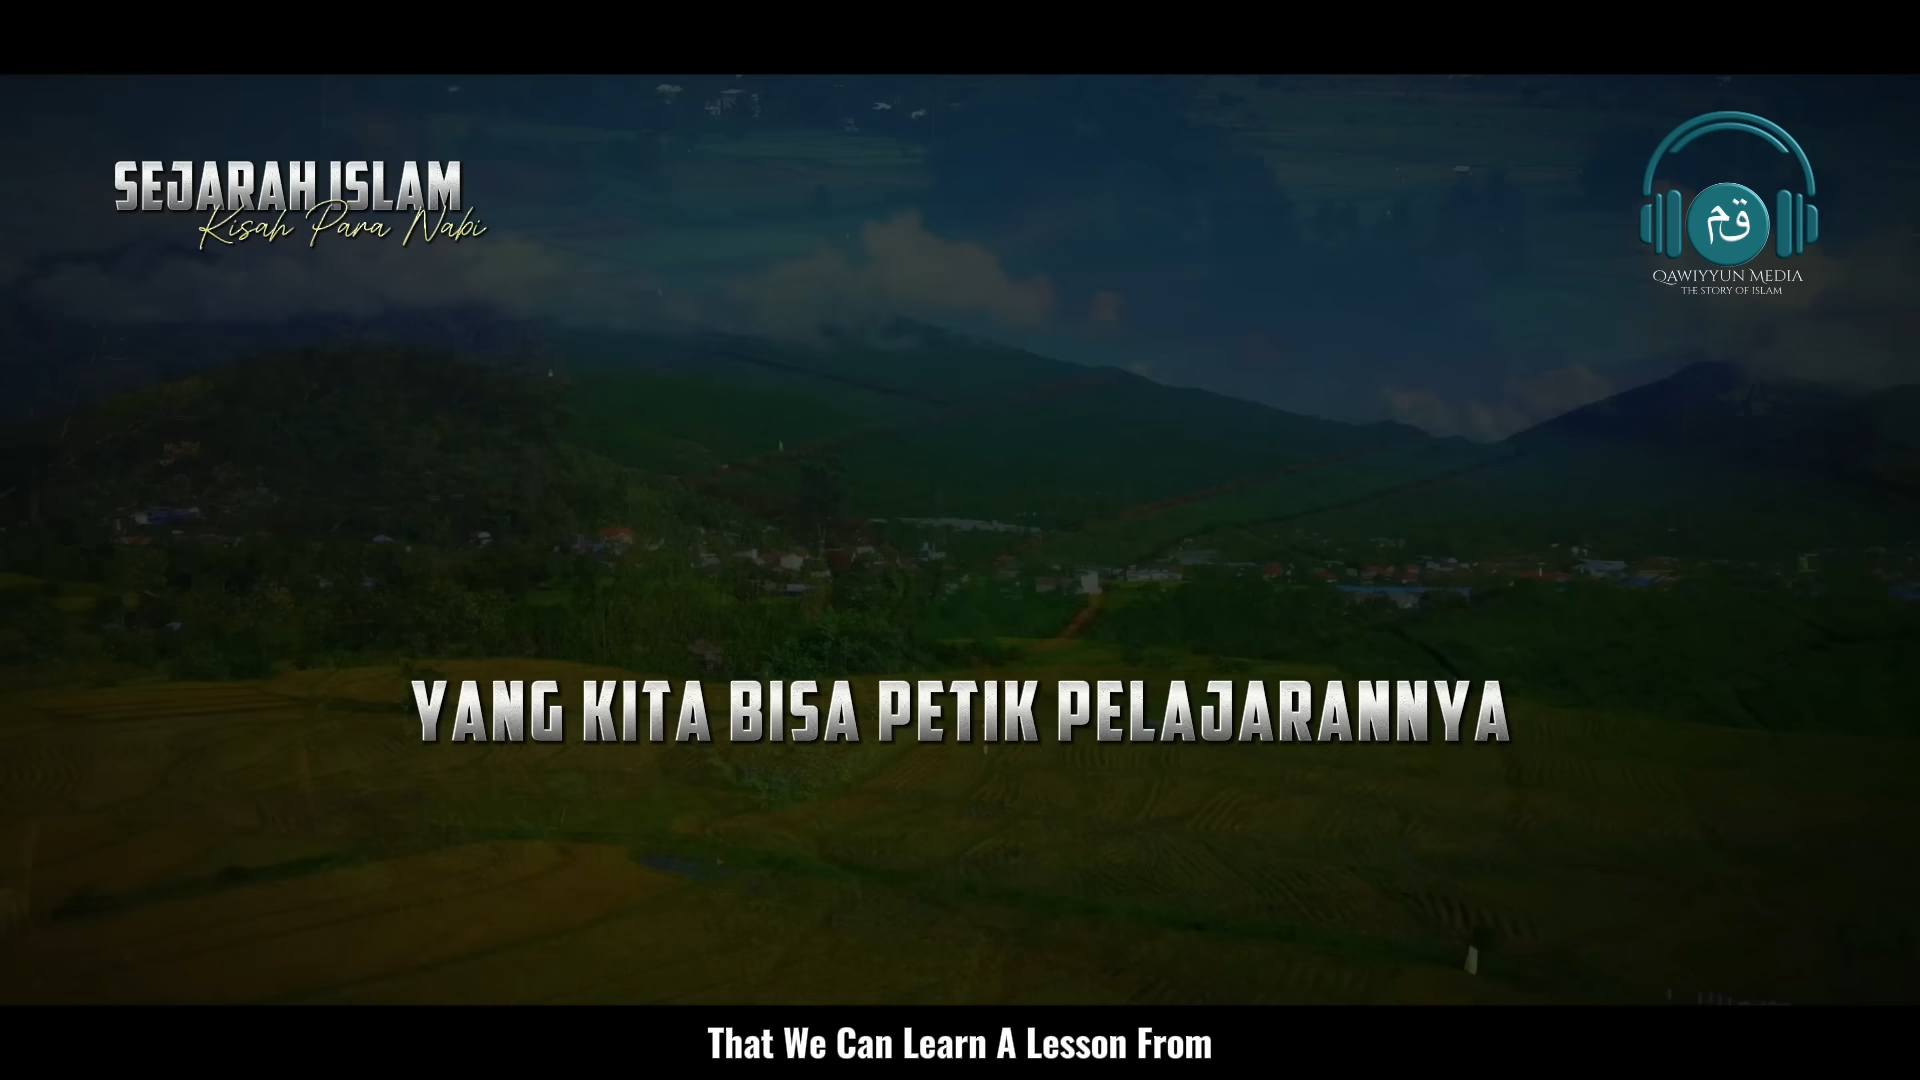 SEJARAH ISLAM
Kisah Para Nabi
قم
QAWIYYUN MEDIA
THE STORY OF ISLAM
YANG KITA BISA PETIK PELAJARANNYA
That We Can Learn A Lesson From